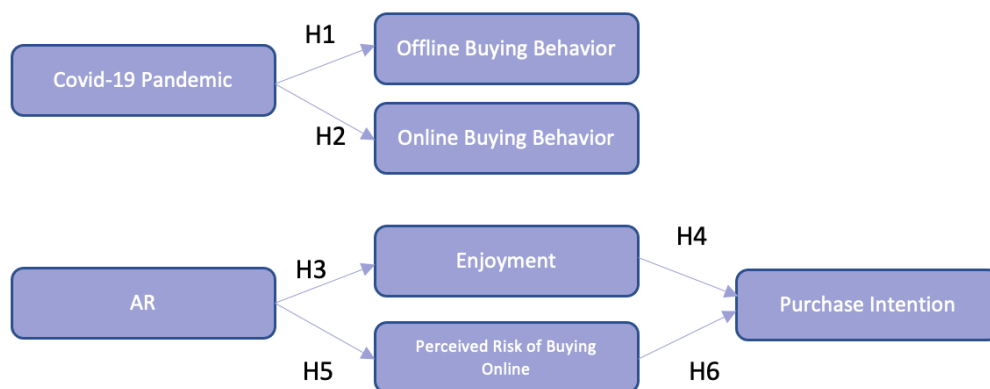 H1
Offline Buying Behavior
Covid-19 Pandemic
H2
Online Buying Behavior
H3
Enjoyment
H4
AR
Purchase Intention
H5
Perceived Risk of Buying
Online
H6